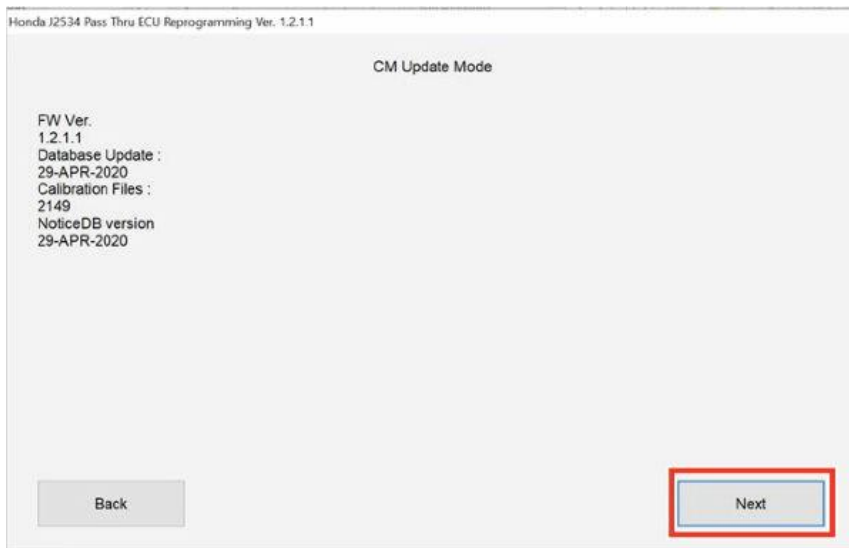 Honda J2534 Pass Thru ECU Reprogramming Ver. 1.2.1.1
CM Update Mode
FW Ver.
1.2.1.1
Database Update :
29-APR-2020
Calibration Files :
2149
NoticeDB version
29-APR-2020
Back
Next